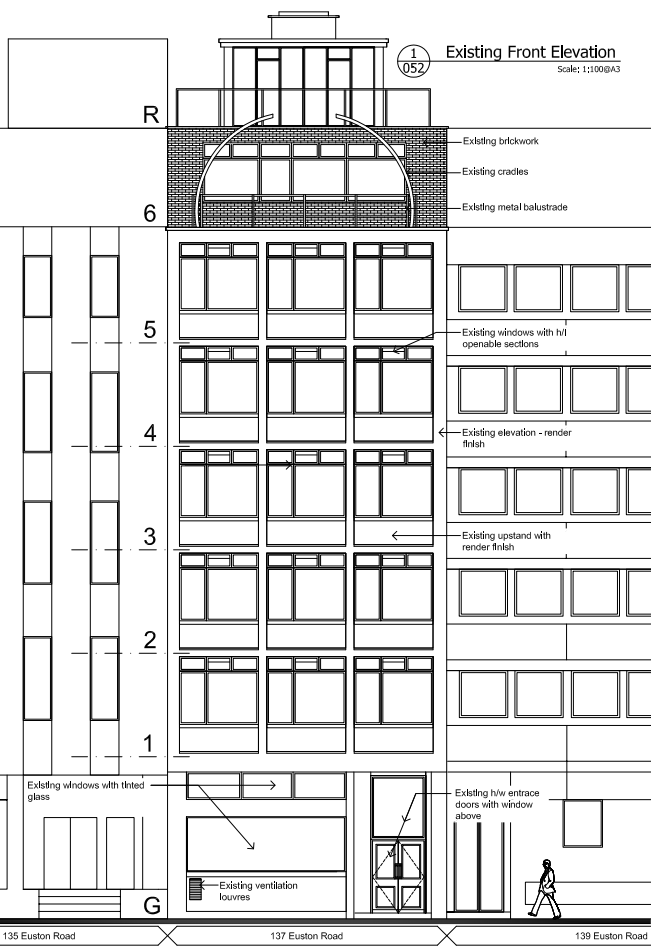 1
052
Existing Front Elevation
Scale: 1:100@A3
R
Existing brickwork
Existing cradles
6
Existing metal balustrade
5
Existing windows with h/l
openable sections
4
Existing elevation - render
finish
3
Existing upstand with
render finish
2
1
Existing windows with tinted
glass
Existing h/w entrace
doors with window
above
Existing ventilation
louvres
G
135 Euston Road
137 Euston Road
139 Euston Road